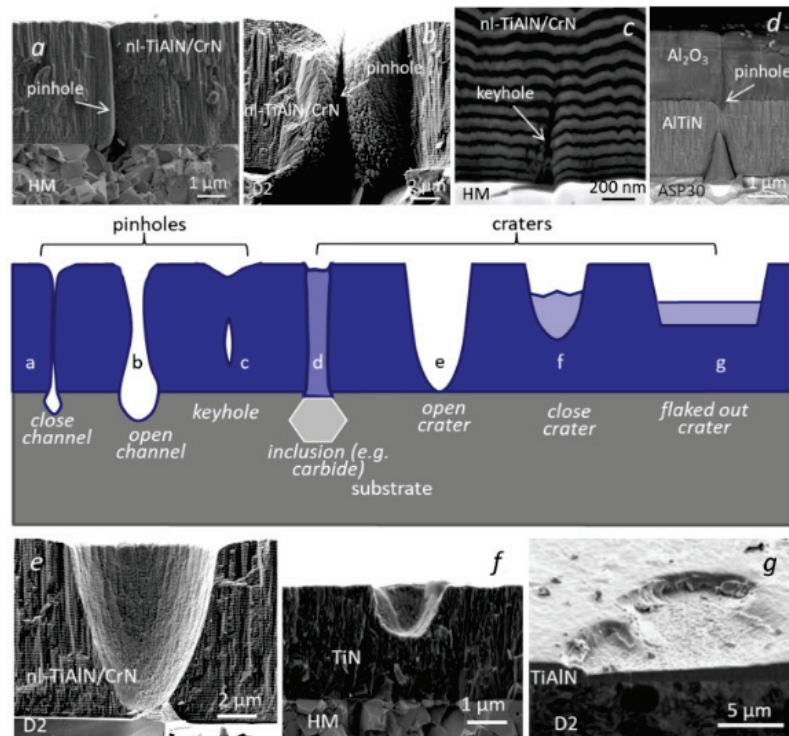 a
nl-TiAlN/CrN
pinhole
HM
1 µm
b
pinhole
nl-TiAlN/CrN
D2
2 µm
nl-TiAlN/CrN
c
keyhole
HM
200 nm
d
Al2O3
pinhole
AlTiN
ASP30
1 µm
pinholes
craters
a
b
c
d
e
f
g
close
channel
open
channel
keyhole
inclusion (e.g.
carbide)
open
crater
close
crater
flaked out
crater
substrate
e
nl-TiAlN/CrN
2 µm
D2
f
TiN
1 µm
HM
g
TiAlN
D2
5 µm